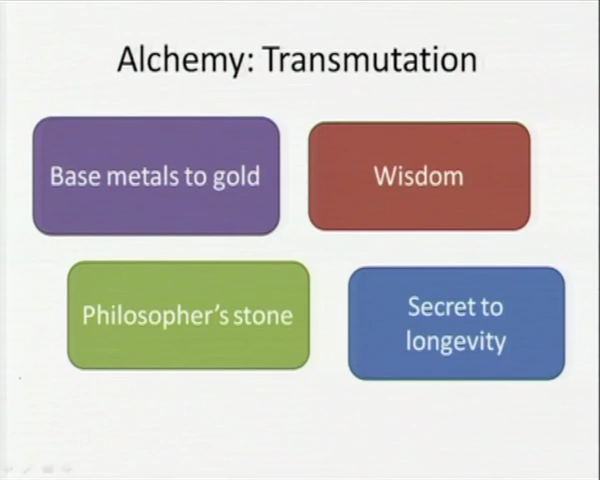 Alchemy: Transmutation
Base metals to gold
Wisdom
Philosopher's stone
Secret to
longevity